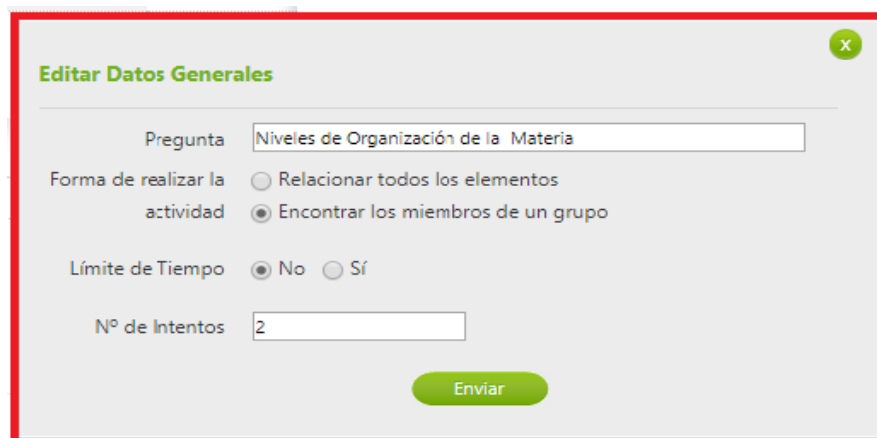 x
Editar Datos Generales
Pregunta Niveles de Organización de la Materia
Forma de realizar la Relacionar todos los elementos
actividad Encontrar los miembros de un grupo
Límite de Tiempo No Sí
Nº de Intentos 2
Enviar